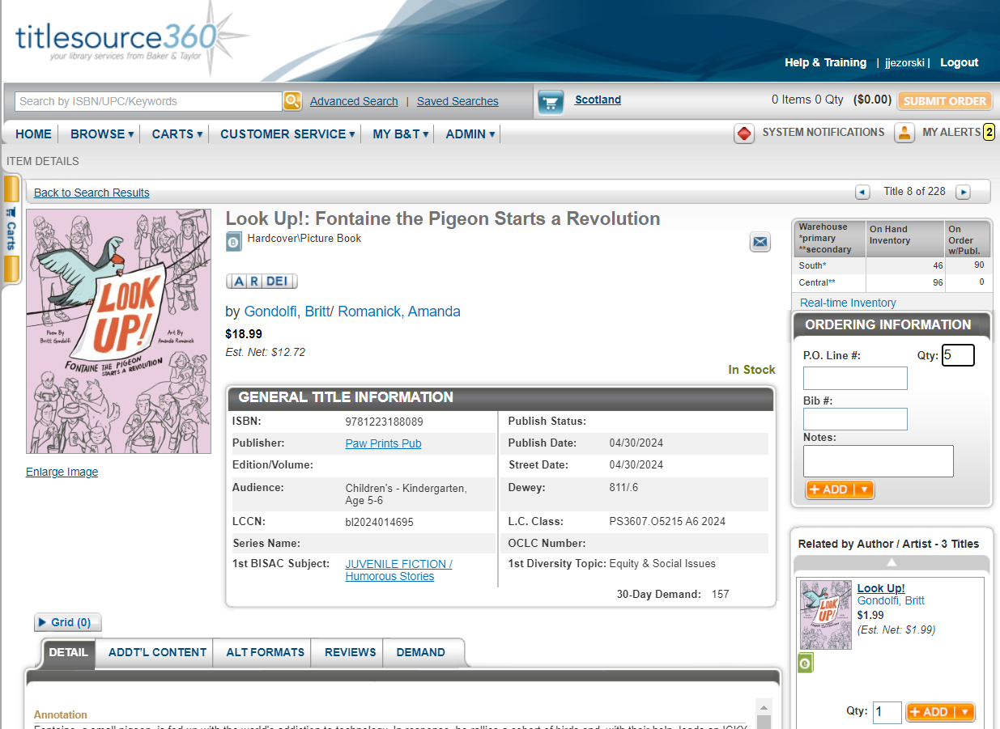 titlesource360
your library services from Baker & Taylor
Help & Training | jjezorski | Logout
Search by ISBN/UPC/Keywords
Advanced Search | Saved Searches
Scotland
0 Items 0 Qty ($0.00) SUBMIT ORDER
HOME BROWSE ▾ CARTS ▾ CUSTOMER SERVICE ▾ MY B&T ▾ ADMIN ▾
SYSTEM NOTIFICATIONS MY ALERTS 2
ITEM DETAILS
Carts
Back to Search Results
Title 8 of 228
LOOK
UP!
Poem By
Britt Gondolfi
Art By
Amanda Romanick
FONTAINE THE PIGEON
STARTS A REVOLUTION
Enlarge Image
Look Up!: Fontaine the Pigeon Starts a Revolution
B Hardcover\Picture Book
A R DEI
by Gondolfi, Britt/ Romanick, Amanda
$18.99
Est. Net: $12.72
In Stock
GENERAL TITLE INFORMATION
ISBN: 9781223188089
Publisher: Paw Prints Pub
Edition/Volume:
Audience: Children's - Kindergarten,
Age 5-6
LCCN: bl2024014695
Series Name:
1st BISAC Subject: JUVENILE FICTION /
Humorous Stories
Publish Status:
Publish Date: 04/30/2024
Street Date: 04/30/2024
Dewey: 811/.6
L.C. Class: PS3607.O5215 A6 2024
OCLC Number:
1st Diversity Topic: Equity & Social Issues
30-Day Demand: 157
Warehouse
*primary
**secondary
On Hand
Inventory
On
Order
w/Publ.
South* 46 90
Central** 96 0
Real-time Inventory
ORDERING INFORMATION
P.O. Line #: Qty: 5
Bib #:
Notes:
+ ADD
Related by Author / Artist - 3 Titles
LOOK
UP!
Look Up!
Gondolfi, Britt
$1.99
(Est. Net: $1.99)
e
Qty: 1 + ADD
Grid (0)
DETAIL ADDT'L CONTENT ALT FORMATS REVIEWS DEMAND
Annotation
Fontaine, a small pigeon, is fed up with the world's addiction to technology. In response, he rallies a cohort of birds and, with their help, leads an ICKY